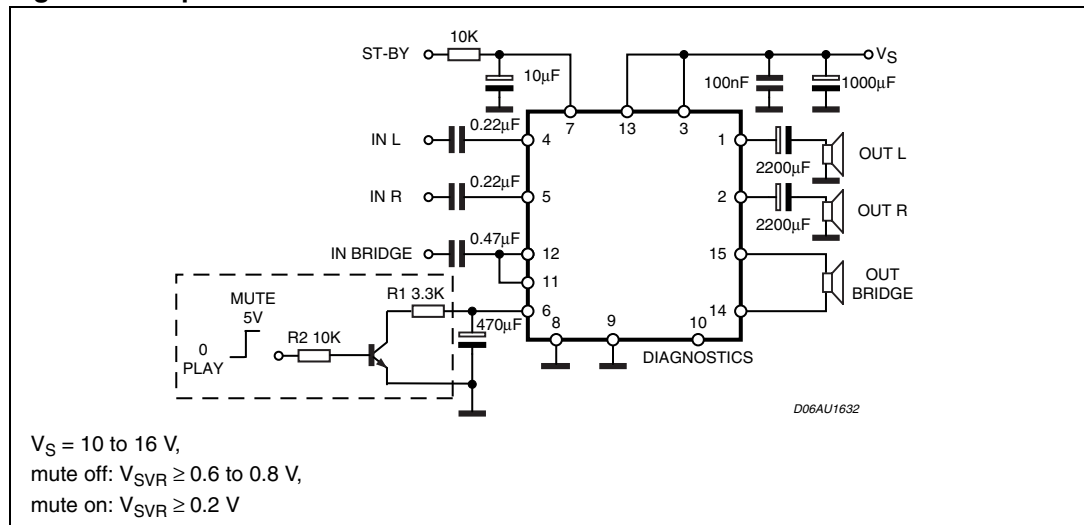 10K
ST-BY
VS
10µF
100nF
1000µF
7
13
3
0.22µF
IN L
4
1
OUT L
2200µF
0.22µF
IN R
5
2
OUT R
2200µF
0.47µF
IN BRIDGE
12
15
11
OUT
BRIDGE
MUTE
5V
R1 3.3K
6
14
470µF
8
9
10
0
PLAY
R2 10K
DIAGNOSTICS
D06AU1632
VS = 10 to 16 V,
mute off: VSVR ≥ 0.6 to 0.8 V,
mute on: VSVR ≥ 0.2 V